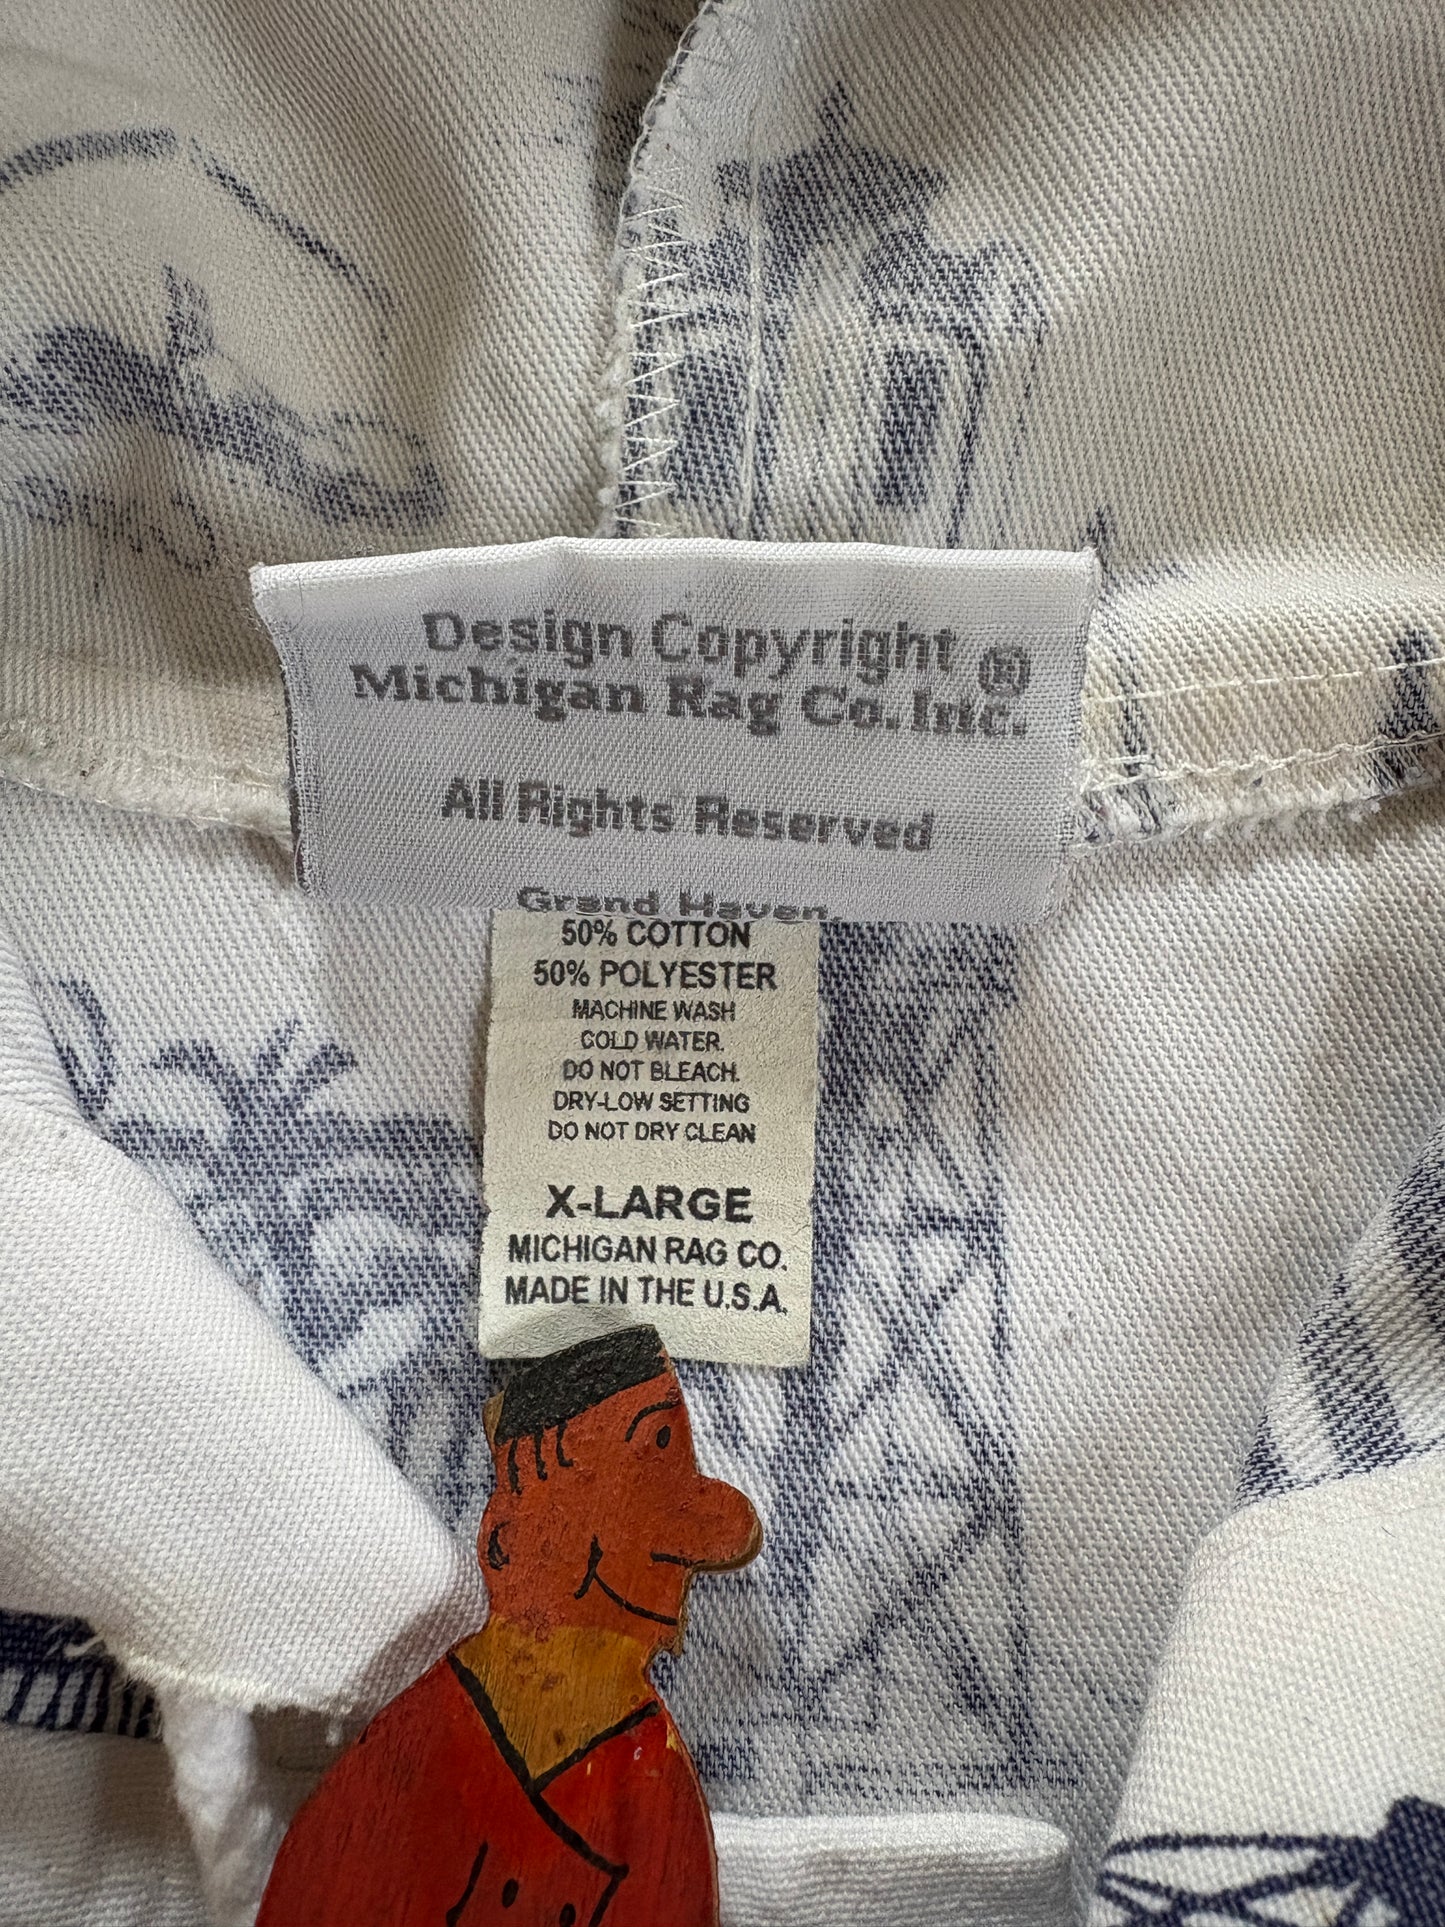 Design Copyright ®
Michigan Rag Co. Inc.
All Rights Reserved
Grand Haven,
50% COTTON
50% POLYESTER
MACHINE WASH
COLD WATER.
DO NOT BLEACH.
DRY-LOW SETTING
DO NOT DRY CLEAN
X-LARGE
MICHIGAN RAG CO.
MADE IN THE U.S.A.